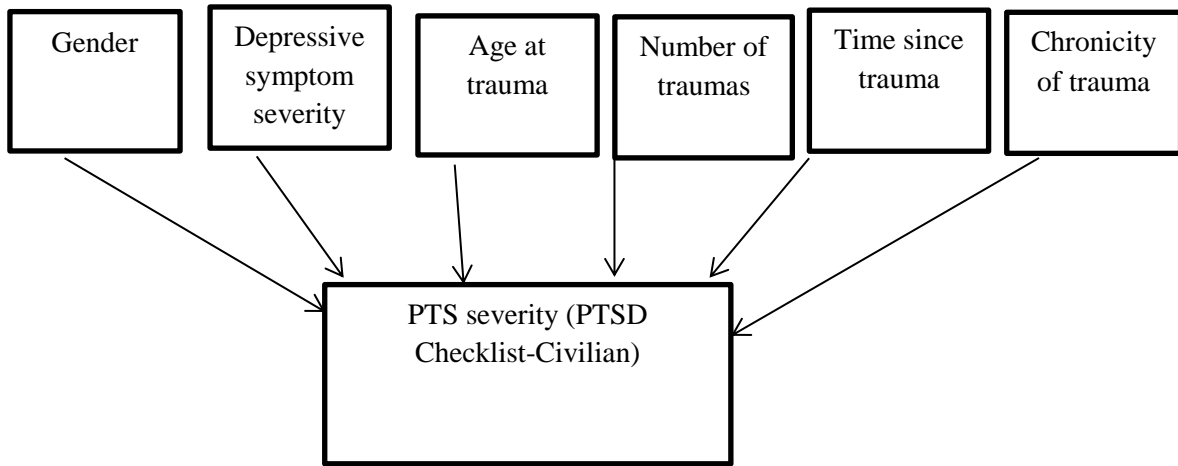 Gender
Depressive
symptom
severity
Age at
trauma
Number of
traumas
Time since
trauma
Chronicity
of trauma
PTS severity (PTSD
Checklist-Civilian)